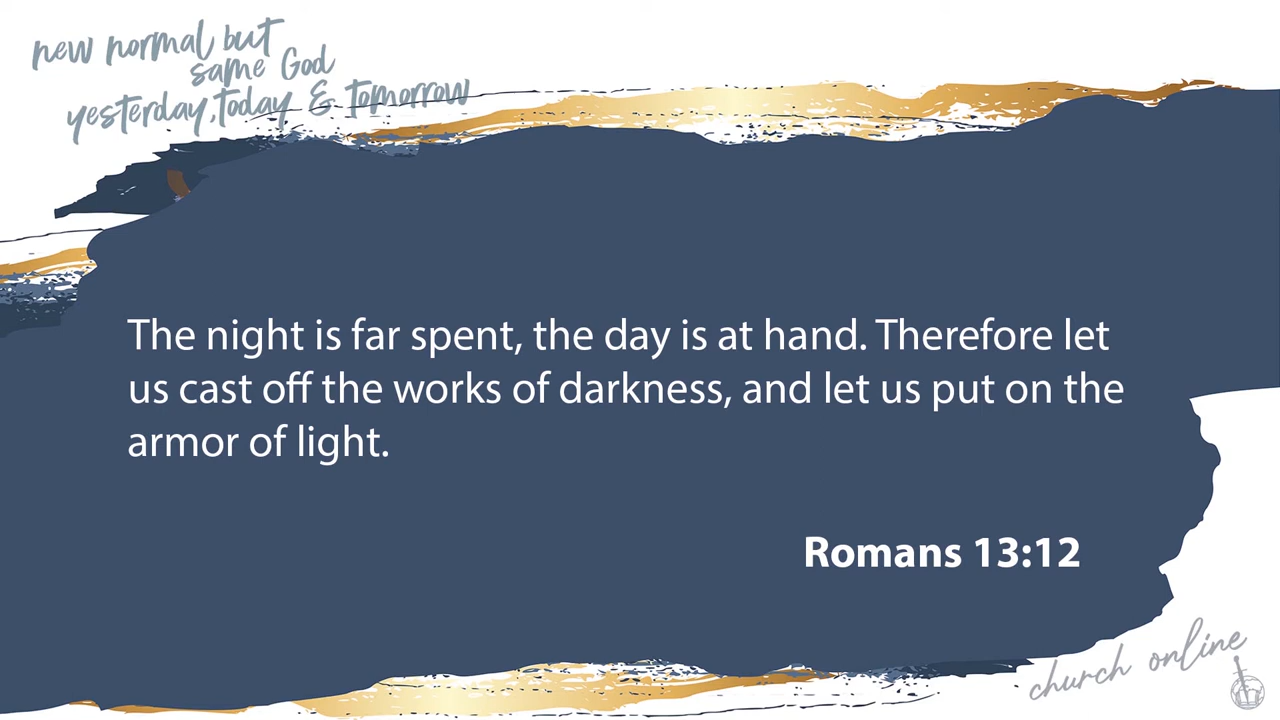 new normal but
same God
yesterday, today & tomorrow
The night is far spent, the day is at hand. Therefore let
us cast off the works of darkness, and let us put on the
armor of light.
Romans 13:12
church online